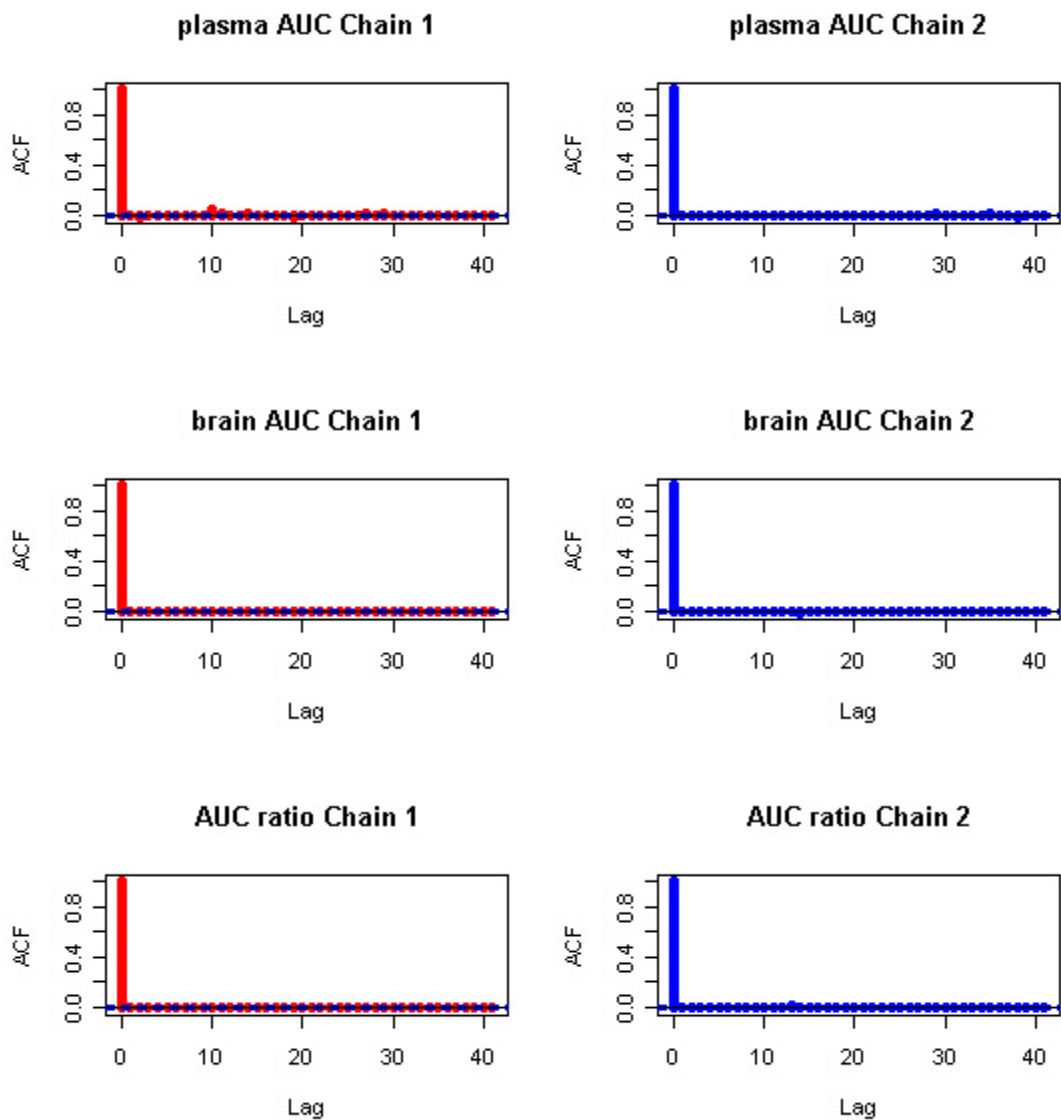 plasma AUC Chain 1
ACF
0.0 0.4 0.8
0 10 20 30 40
Lag
plasma AUC Chain 2
ACF
0.0 0.4 0.8
0 10 20 30 40
Lag
brain AUC Chain 1
ACF
0.0 0.4 0.8
0 10 20 30 40
Lag
brain AUC Chain 2
ACF
0.0 0.4 0.8
0 10 20 30 40
Lag
AUC ratio Chain 1
ACF
0.0 0.4 0.8
0 10 20 30 40
Lag
AUC ratio Chain 2
ACF
0.0 0.4 0.8
0 10 20 30 40
Lag